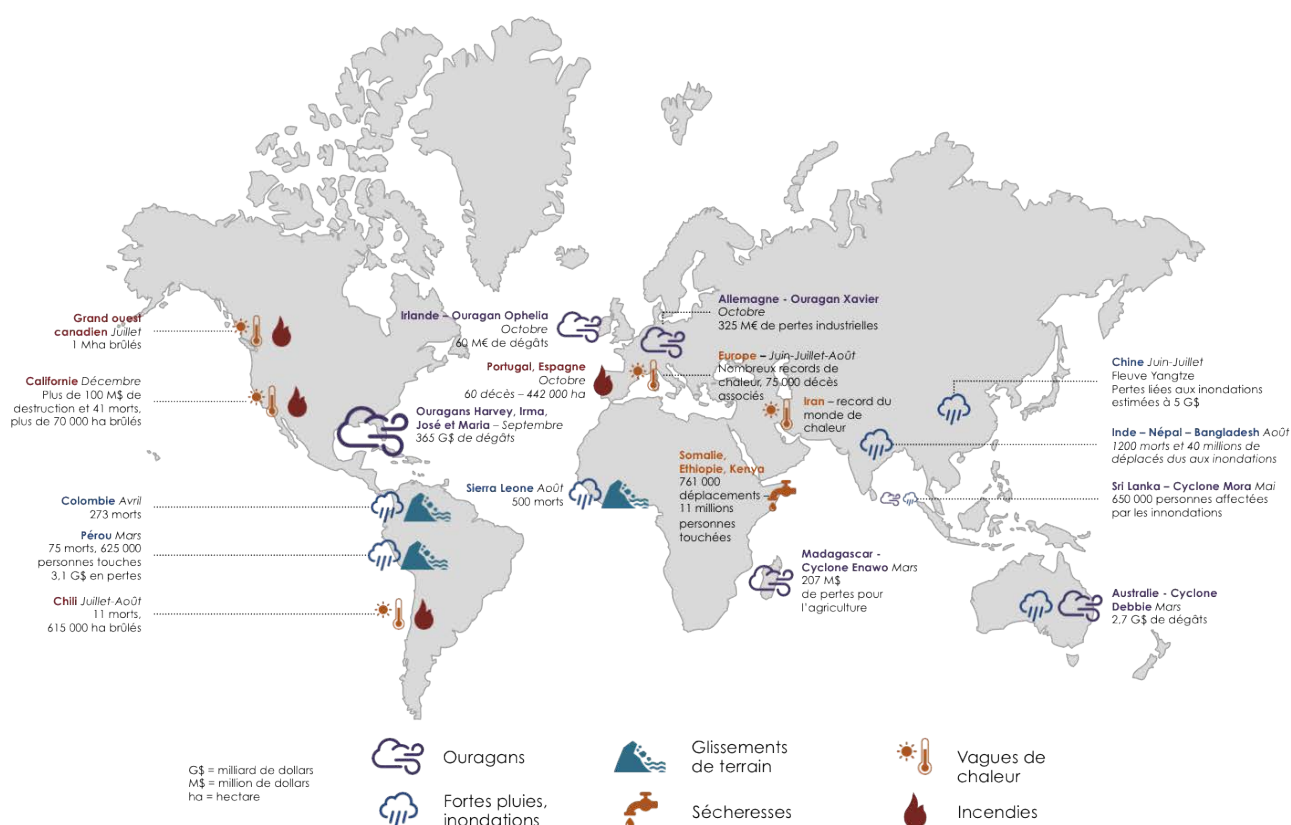 Grand ouest
canadien Juillet
1 Mha brûlés
Californie Décembre
Plus de 100 M$ de
destruction et 41 morts,
plus de 70 000 ha brûlés
Colombie Avril
273 morts
Pérou Mars
75 morts, 625 000
personnes touches
3,1 G$ en pertes
Chili Juillet-Août
11 morts,
615 000 ha brûlés
Irlande – Ouragan Ophelia
Octobre
60 M€ de dégâts
Portugal, Espagne
Octobre
60 décès – 442 000 ha
Ouragans Harvey, Irma,
José et Maria – Septembre
365 G$ de dégâts
Sierra Leone Août
500 morts
Allemagne - Ouragan Xavier
Octobre
325 M€ de pertes industrielles
Europe – Juin-Juillet-Août
Nombreux records de
chaleur, 75 000 décès
associés
Iran – record du
monde de
chaleur
Somalie,
Ethiopie, Kenya
761 000
déplacements –
11 millions
personnes
touchées
Madagascar -
Cyclone Enawo Mars
207 M$
de pertes pour
l’agriculture
Chine Juin-Juillet
Fleuve Yangtze
Pertes liées aux inondations
estimées à 5 G$
Inde – Népal – Bangladesh Août
1200 morts et 40 millions de
déplacés dus aux inondations
Sri Lanka – Cyclone Mora Mai
650 000 personnes affectées
par les innondations
Australie - Cyclone
Debbie Mars
2,7 G$ de dégâts
G$ = milliard de dollars
M$ = million de dollars
ha = hectare
Ouragans
Fortes pluies,
inondations
Glissements
de terrain
Sécheresses
Vagues de
chaleur
Incendies